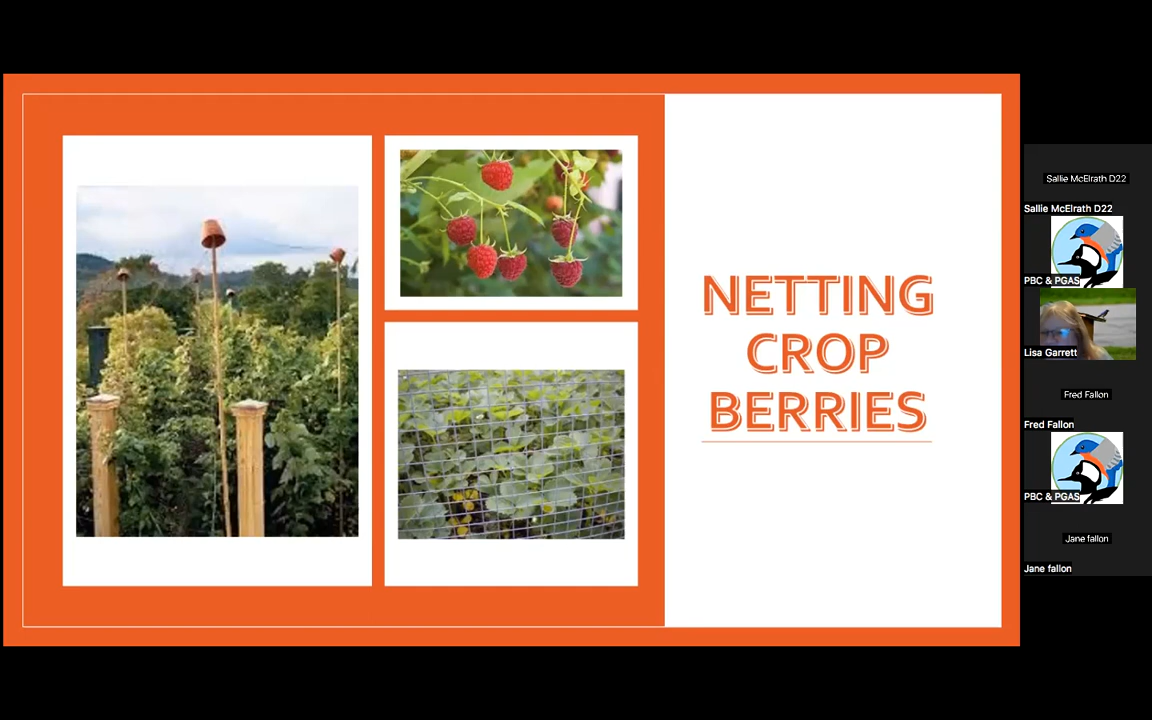 NETTING
CROP
BERRIES
Sallie McElrath D22
Sallie McElrath D22
PBC & PGAS
Lisa Garrett
Fred Fallon
Fred Fallon
PBC & PGAS
Jane fallon
Jane fallon